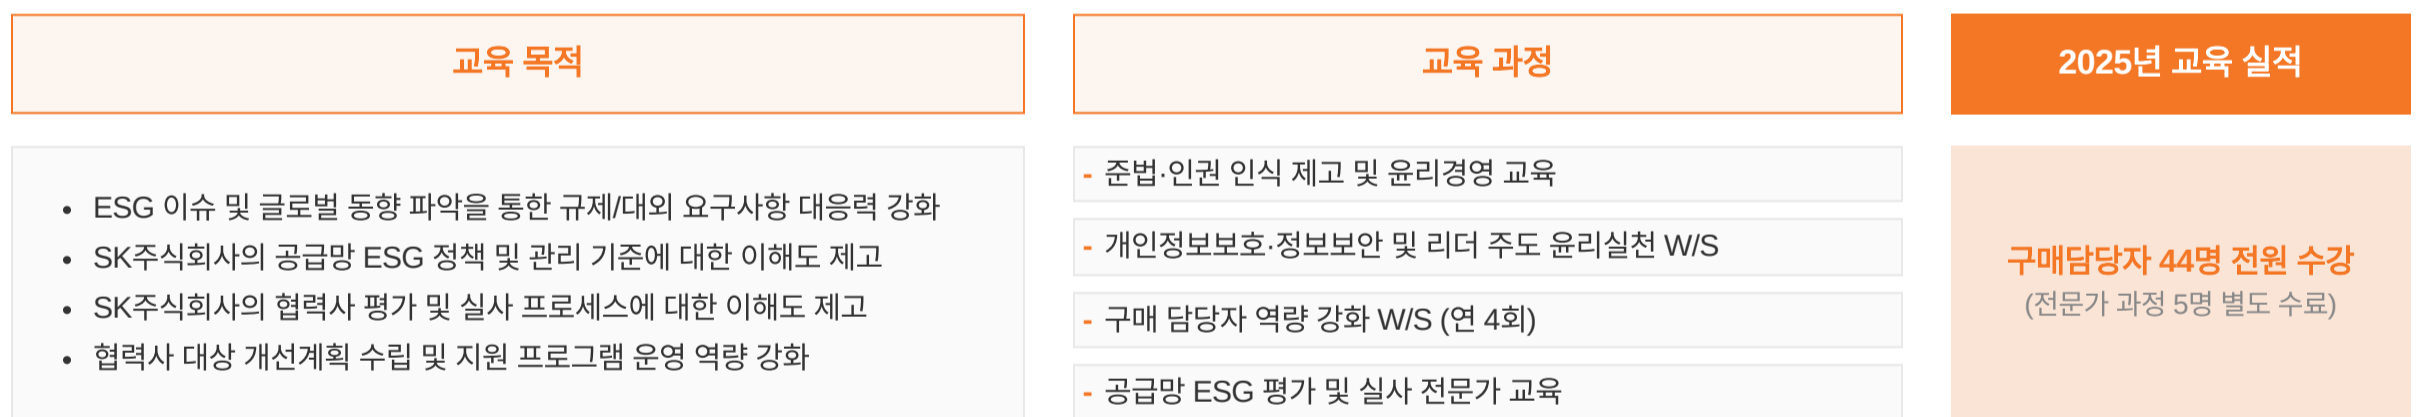 교육 목적
ESG 이슈 및 글로벌 동향 파악을 통한 규제/대외 요구사항 대응력 강화
SK주식회사의 공급망 ESG 정책 및 관리 기준에 대한 이해도 제고
SK주식회사의 협력사 평가 및 실사 프로세스에 대한 이해도 제고
협력사 대상 개선계획 수립 및 지원 프로그램 운영 역량 강화
교육 과정
- 준법·인권 인식 제고 및 윤리경영 교육
- 개인정보보호·정보보안 및 리더 주도 윤리실천 W/S
- 구매 담당자 역량 강화 W/S (연 4회)
- 공급망 ESG 평가 및 실사 전문가 교육
2025년 교육 실적
구매담당자 44명 전원 수강
(전문가 과정 5명 별도 수료)